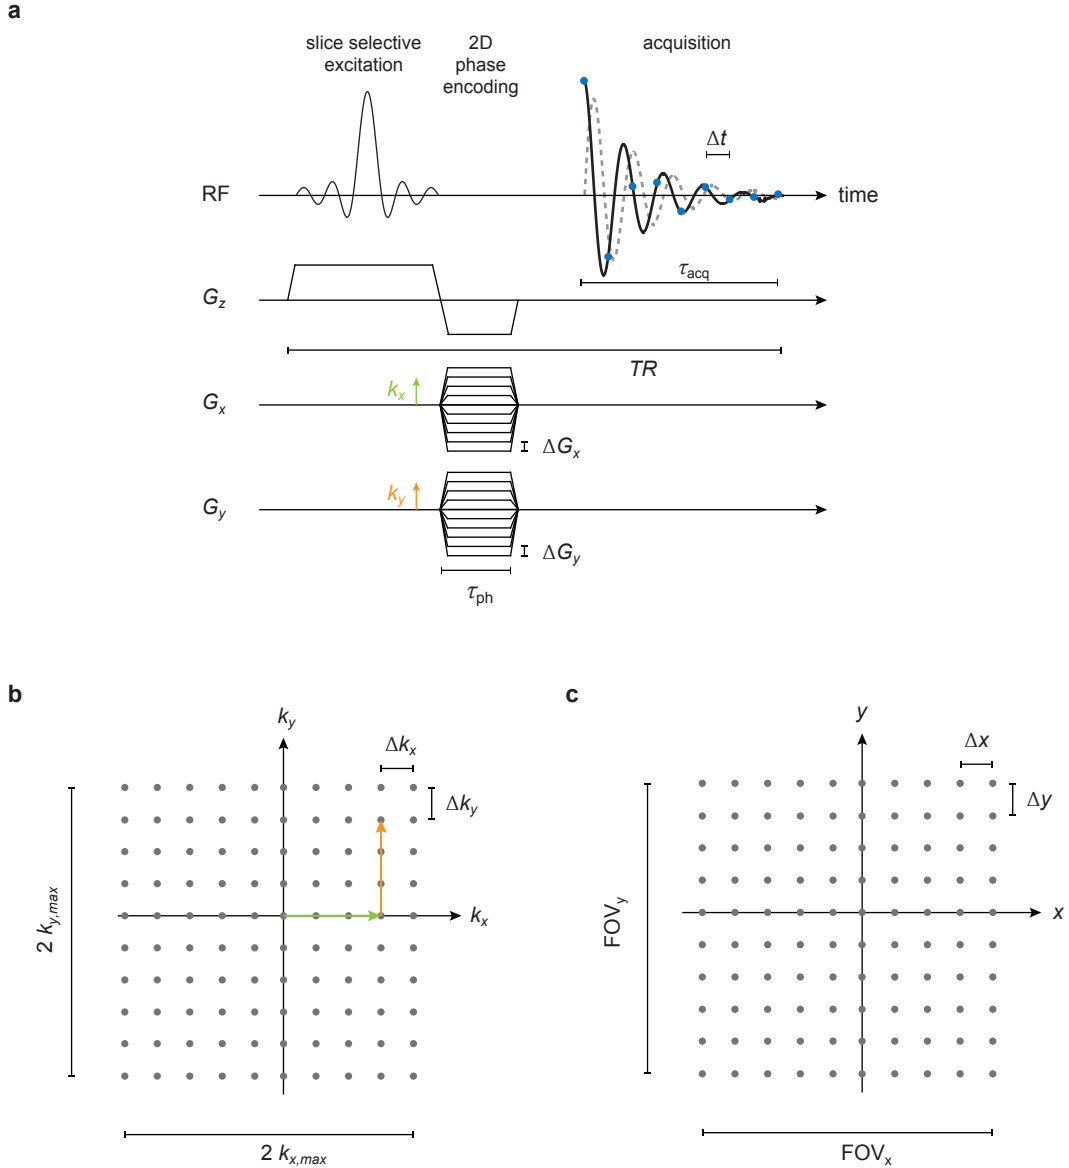 a
slice selective
excitation
2D
phase
encoding
acquisition
Δt
RF
time
τacq
Gz
TR
kx
Gx
ΔGx
ky
Gy
ΔGy
τph
b
ky
Δkx
Δky
2 ky,max
kx
2 kx,max
c
y
Δx
Δy
FOVy
x
FOVx